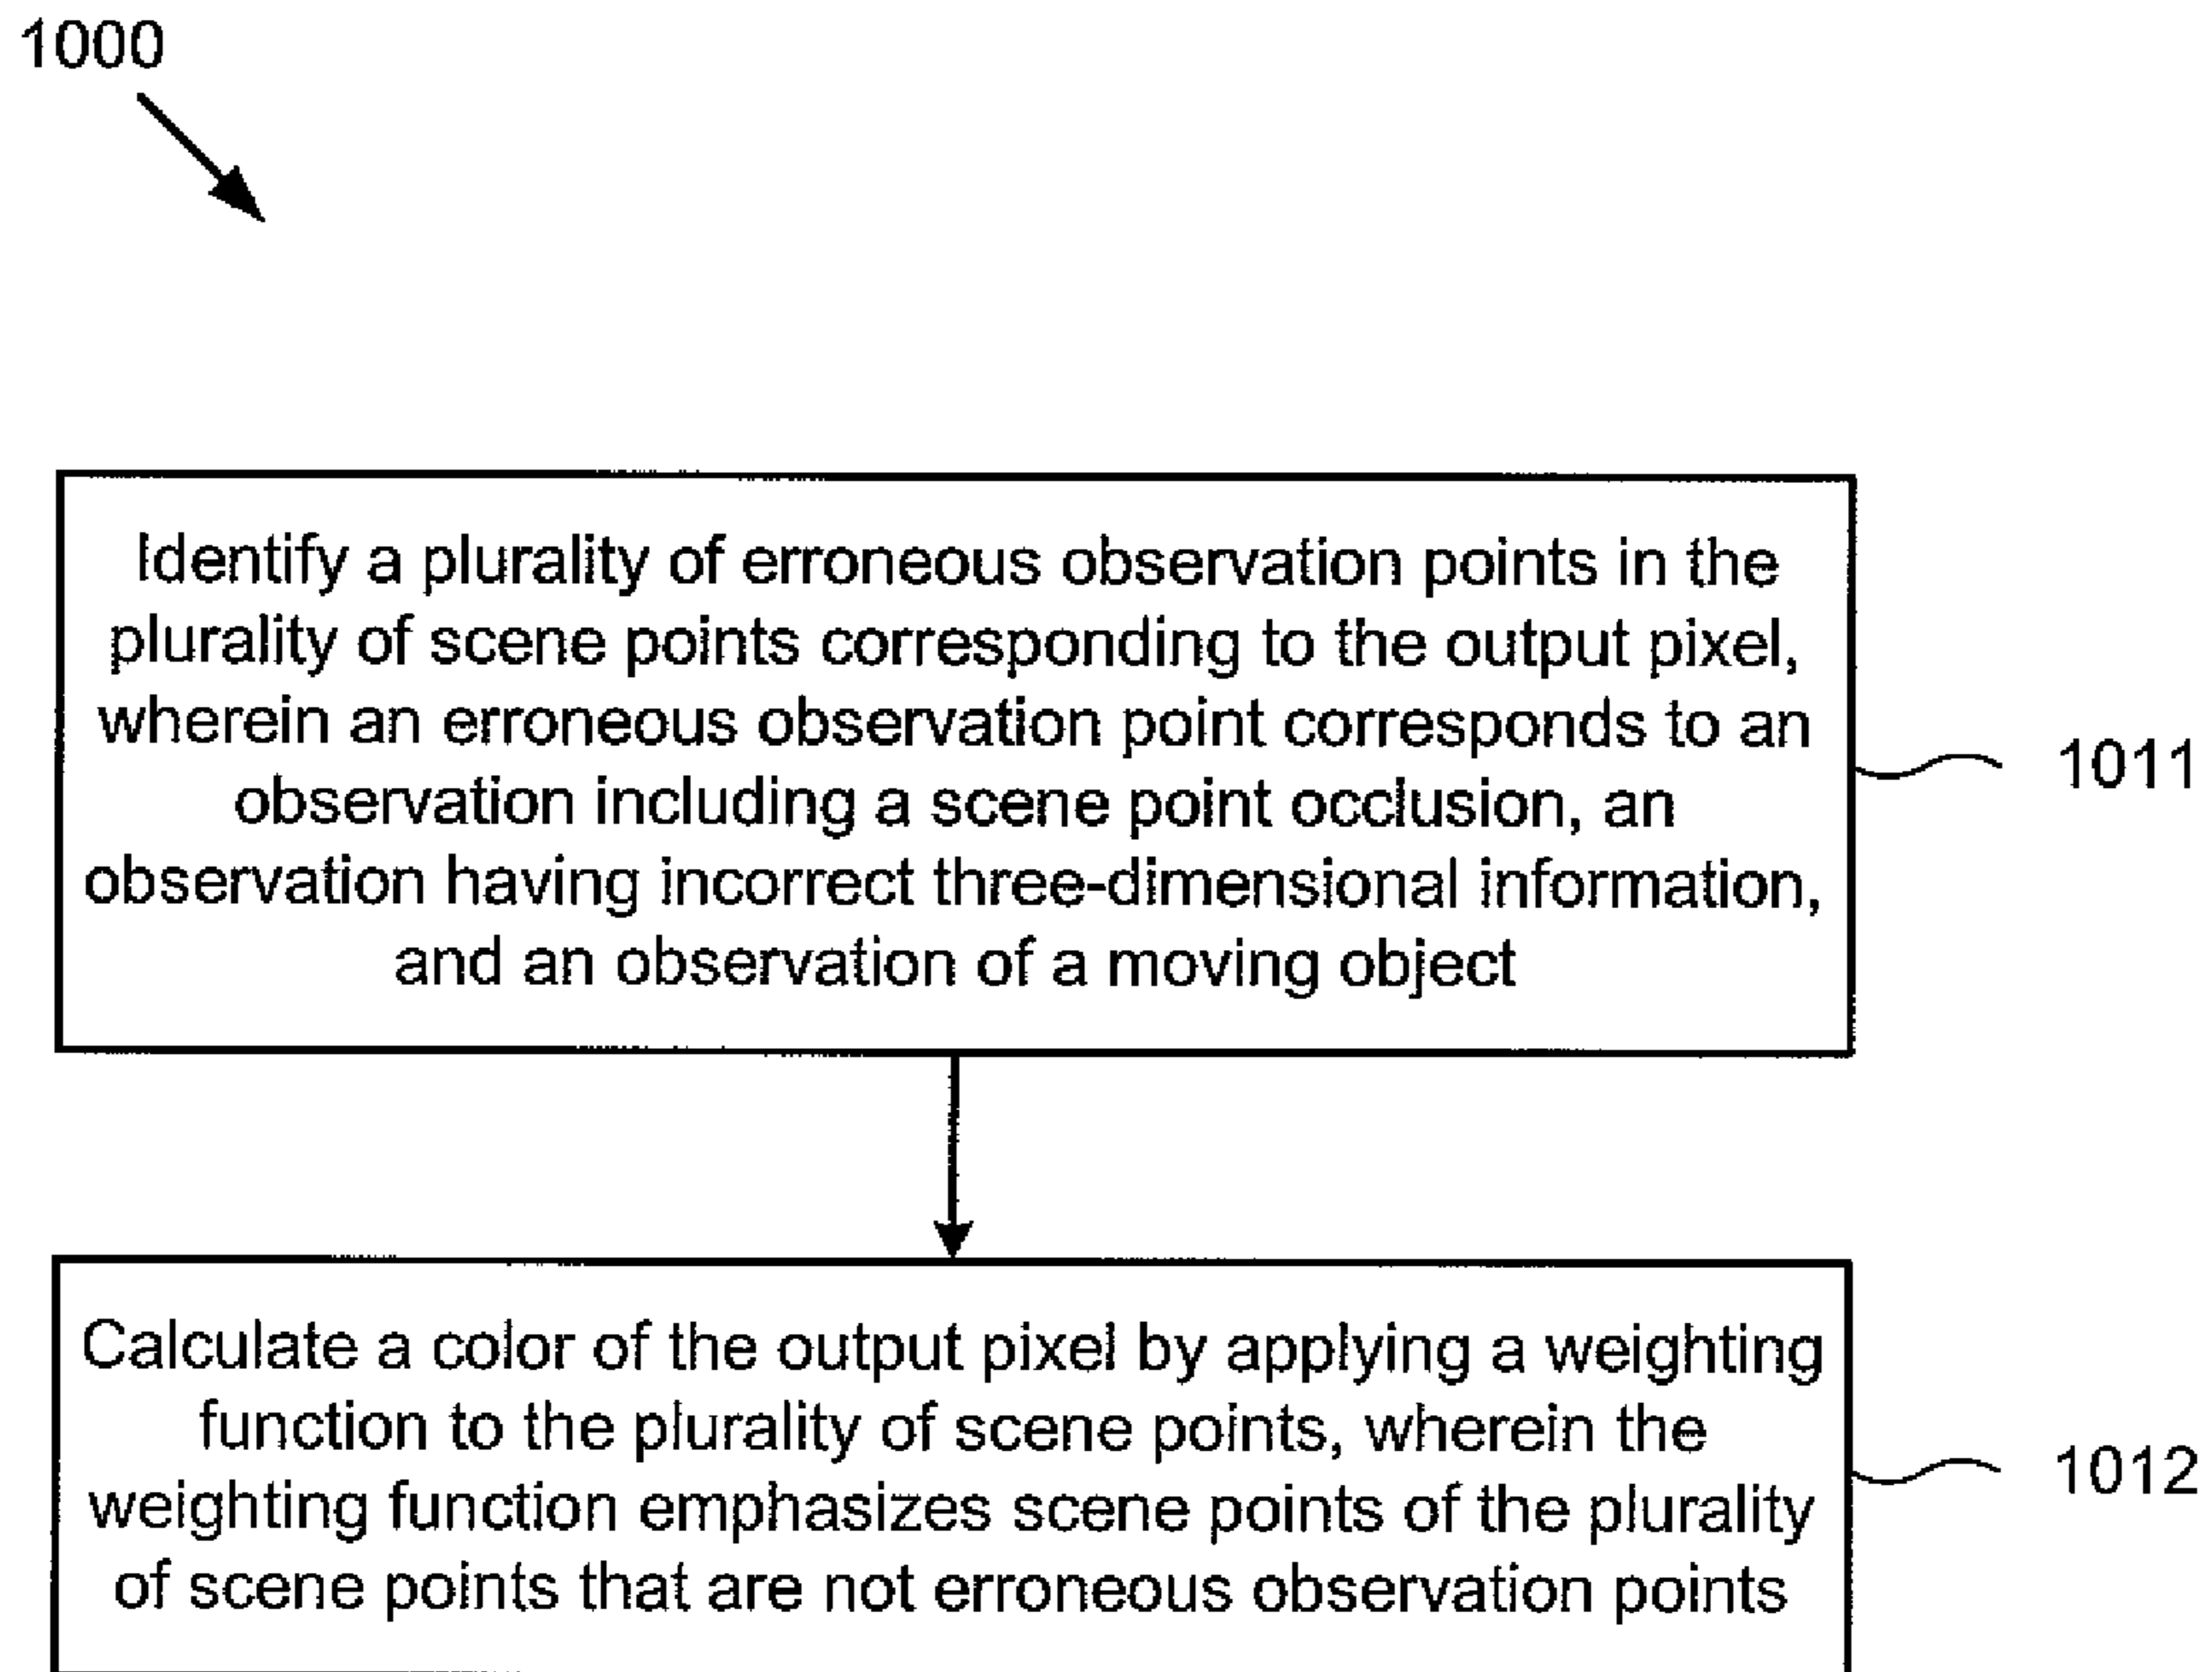 1000
Identify a plurality of erroneous observation points in the
plurality of scene points corresponding to the output pixel,
wherein an erroneous observation point corresponds to an
observation including a scene point occlusion, an
observation having incorrect three-dimensional information,
and an observation of a moving object
1011
Calculate a color of the output pixel by applying a weighting
function to the plurality of scene points, wherein the
weighting function emphasizes scene points of the plurality
of scene points that are not erroneous observation points
1012